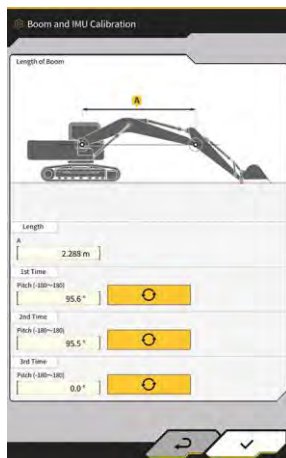 Boom and IMU Calibration
Length of Boom
A
Length
A
[ 2.288 m ]
1st Time
Pitch (-180~-180)
[ 95.6 ° ]
2nd Time
Pitch (-180~-180)
[ 95.5 ° ]
3rd Time
Pitch (-180~-180)
[ 0.0 ° ]